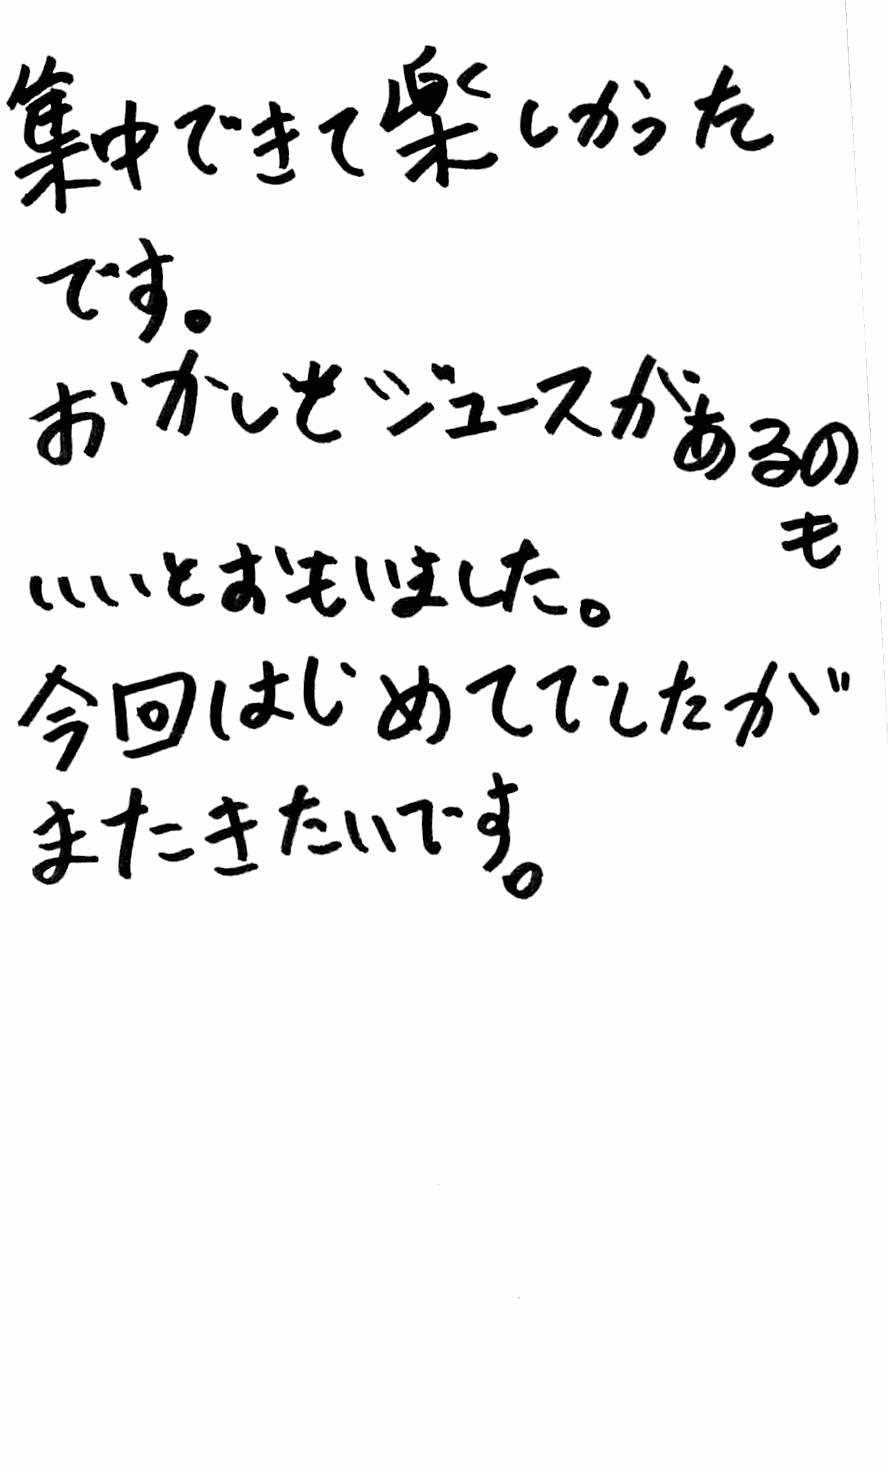 集中できて楽しかった
です。
おかしもジュースがあるの
も
いいとおもいました。
今回はじめてでしたが
またきたいです。